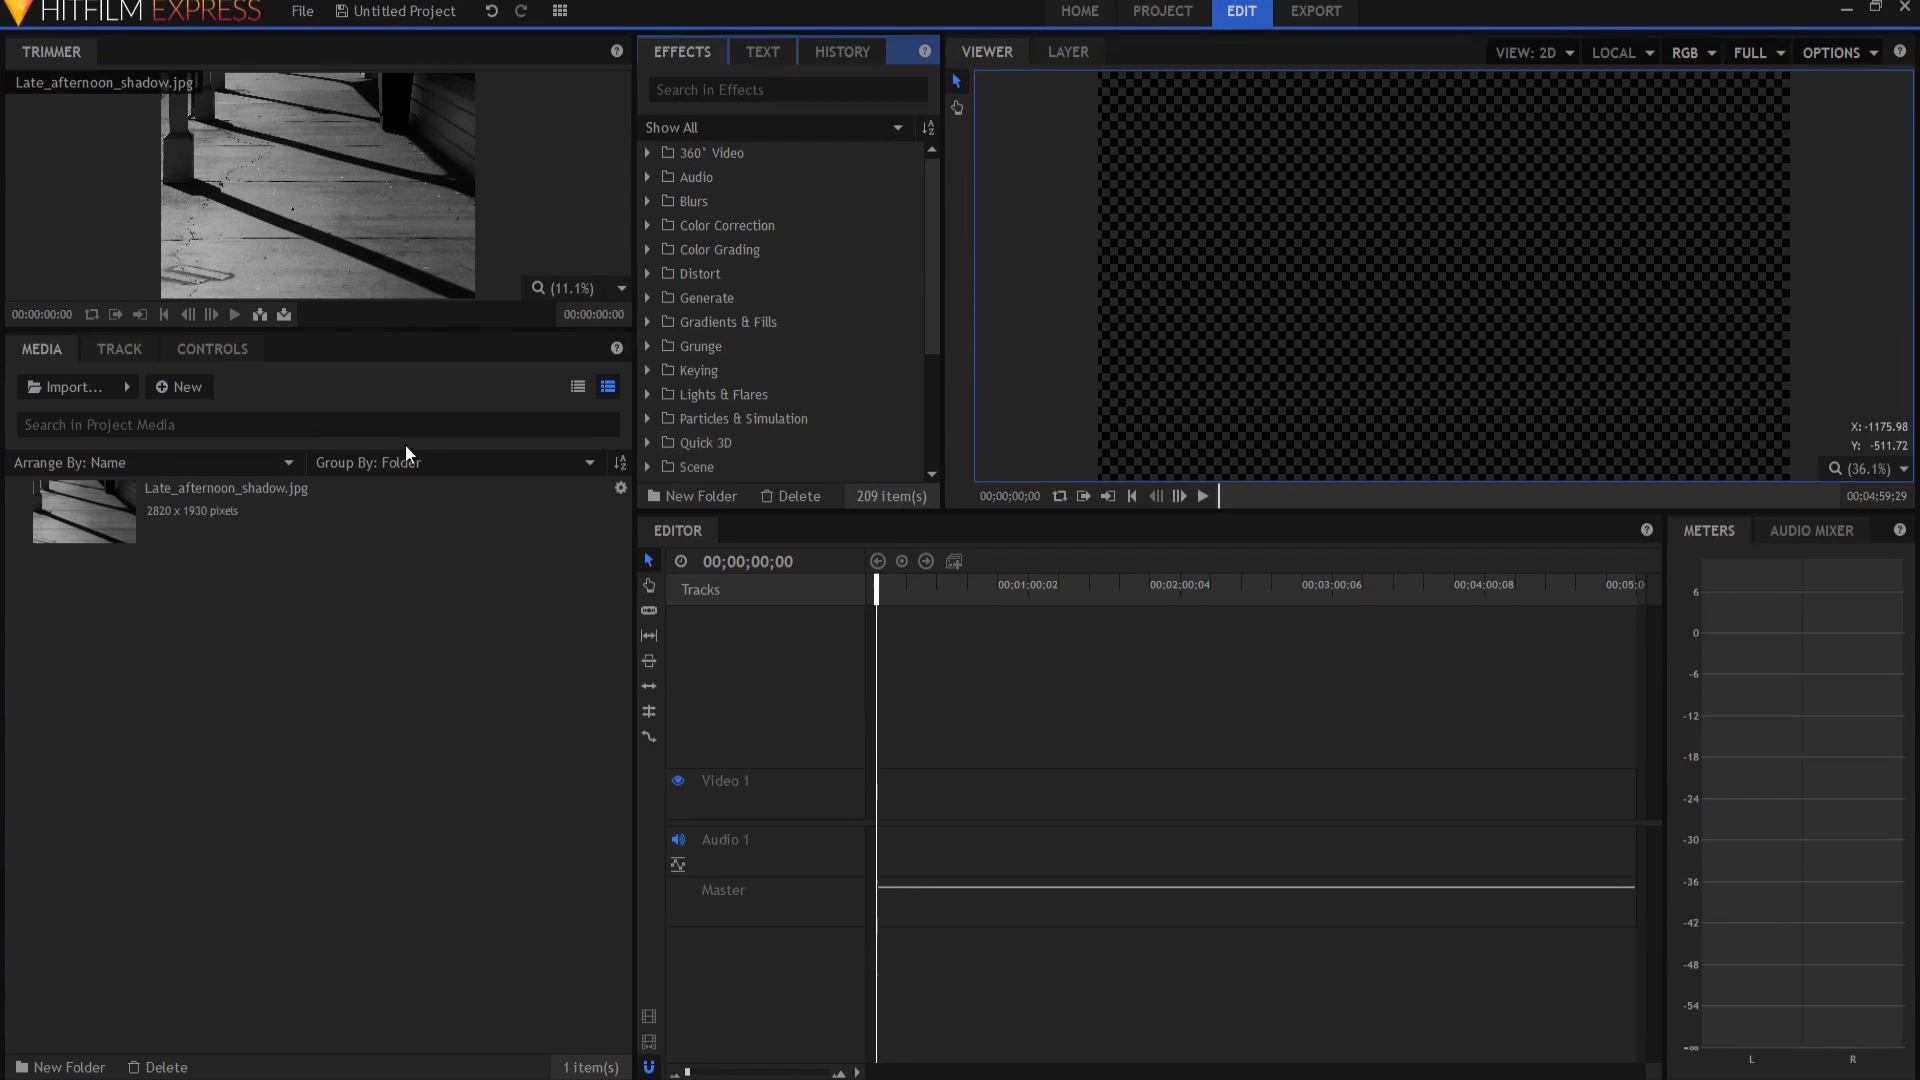 HITFILM EXPRESS File Untitled Project HOME PROJECT EDIT EXPORT
TRIMMER
Late_afternoon_shadow.jpg
(11.1%)
00:00:00:00 00:00:00:00
MEDIA TRACK CONTROLS
Import... New
Search in Project Media
Arrange By: Name Group By: Folder
Late_afternoon_shadow.jpg
2820 x 1930 pixels
New Folder Delete 1 item(s)
EFFECTS TEXT HISTORY
Search in Effects
Show All
360° Video
Audio
Blurs
Color Correction
Color Grading
Distort
Generate
Gradients & Fills
Grunge
Keying
Lights & Flares
Particles & Simulation
Quick 3D
Scene
New Folder Delete 209 item(s)
VIEWER LAYER VIEW: 2D LOCAL RGB FULL OPTIONS
X: -1175.98
Y: -511.72
(36.1%)
00;00;00;00 00;04;59;29
EDITOR
00;00;00;00
Tracks 00;01;00;02 00;02;00;04 00;03;00;06 00;04;00;08 00;05;0
Video 1
Audio 1
Master
METERS AUDIO MIXER
6
0
-6
-12
-18
-24
-30
-36
-42
-48
-54
-∞
L R